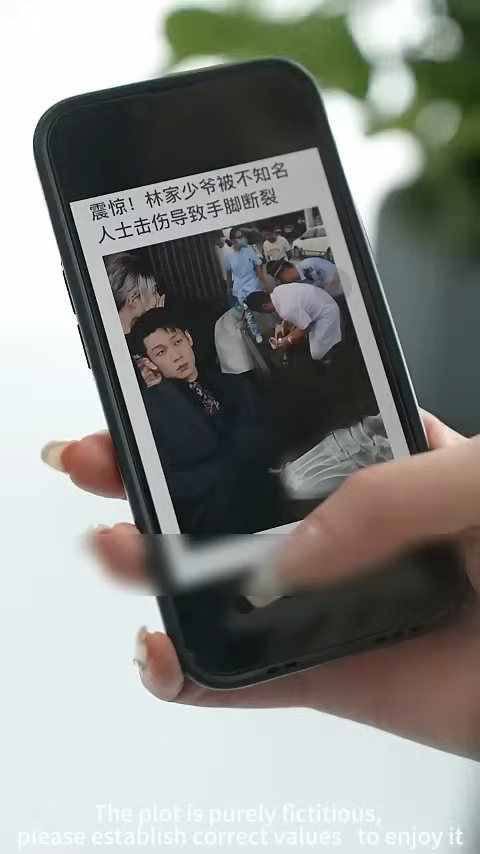 震惊！林家少爷被不知名
人士击伤导致手脚断裂
The plot is purely fictitious,
please establish correct values to enjoy it